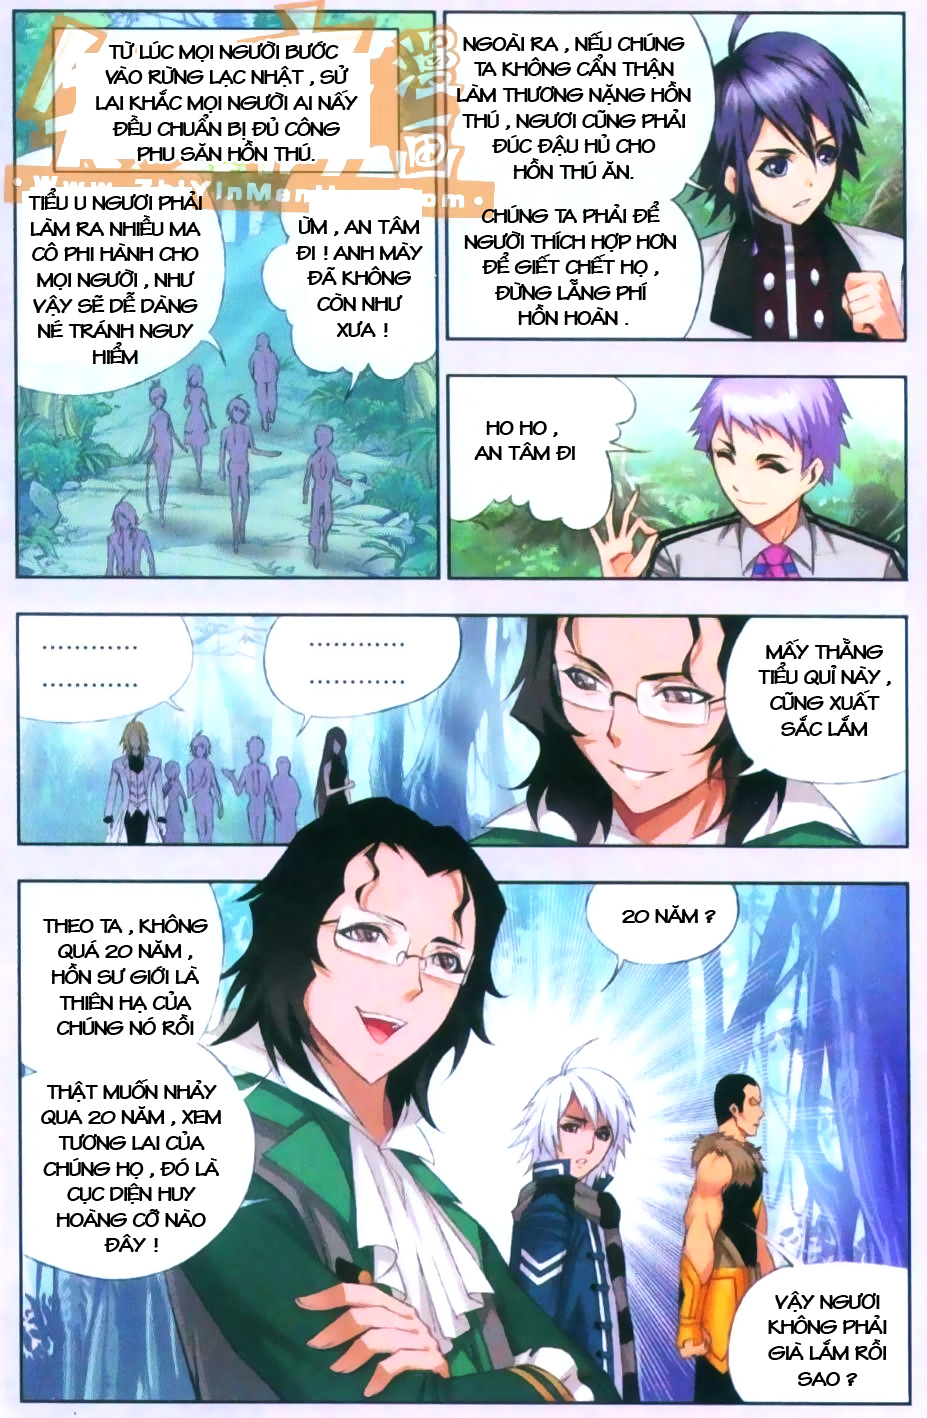 TỪ LÚC MỌI NGƯỜI BƯỚC
VÀO RỪNG LẠC NHẬT , SỬ
LAI KHẮC MỌI NGƯỜI AI NẤY
ĐỀU CHUẨN BỊ ĐỦ CÔNG
PHU SĂN HỒN THÚ.
TIỂU U NGƯƠI PHẢI
LÀM RA NHIỀU MA
CÔ PHI HÀNH CHO
MỌI NGƯỜI , NHƯ
VẬY SẼ DỄ DÀNG
NÉ TRÁNH NGUY
HIỂM
ỪM , AN TÂM
ĐI ! ANH MÀY
ĐÃ KHÔNG
CÒN NHƯ
XƯA !
NGOÀI RA , NẾU CHÚNG
TA KHÔNG CẨN THẬN
LÀM THƯƠNG NẶNG HỒN
THÚ , NGƯƠI CŨNG PHẢI
ĐÚC ĐẬU HỦ CHO
HỒN THÚ ĂN.
CHÚNG TA PHẢI ĐỂ
NGƯỜI THÍCH HỢP HƠN
ĐỂ GIẾT CHẾT HỌ ,
ĐỪNG LẴNG PHÍ
HỒN HOÀN .
HO HO ,
AN TÂM ĐI
............
............
............
............
MẤY THẰNG
TIỂU QUỈ NÀY ,
CŨNG XUẤT
SẮC LẮM
THEO TA , KHÔNG
QUÁ 20 NĂM ,
HỒN SƯ GIỚI LÀ
THIÊN HẠ CỦA
CHÚNG NÓ RỒI
20 NĂM ?
THẬT MUỐN NHẢY
QUA 20 NĂM , XEM
TƯƠNG LAI CỦA
CHÚNG HỌ , ĐÓ LÀ
CỤC DIỆN HUY
HOÀNG CỠ NÀO
ĐÂY !
VẬY NGƯƠI
KHÔNG PHẢI
GIÀ LẮM RỒI
SAO ?